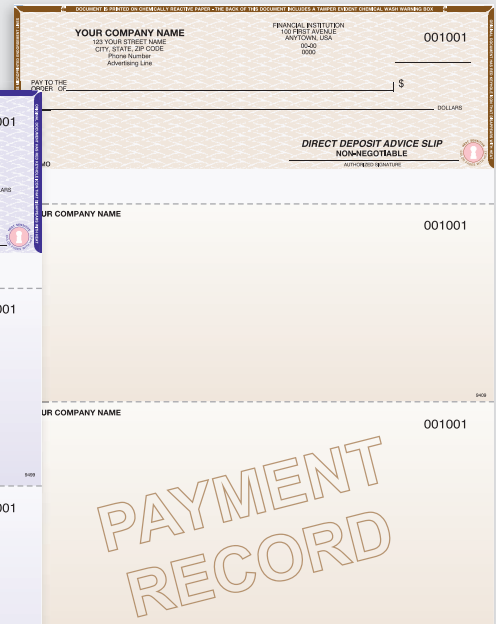 DOCUMENT IS PRINTED ON CHEMICALLY REACTIVE PAPER • THE BACK OF THIS DOCUMENT INCLUDES A TAMPER EVIDENT CHEMICAL WASH WARNING BOX
YOUR COMPANY NAME
123 YOUR STREET NAME
CITY, STATE, ZIP CODE
Phone Number
Advertising Line
FINANCIAL INSTITUTION
100 FIRST AVENUE
ANYTOWN, USA
00-00
0000
001001
PAY TO THE
ORDER OF
$
DOLLARS
DIRECT DEPOSIT ADVICE SLIP
NON-NEGOTIABLE
AUTHORIZED SIGNATURE
MO
001
ARS
UR COMPANY NAME
001001
001
9409
9499
UR COMPANY NAME
001001
001
PAYMENT
RECORD